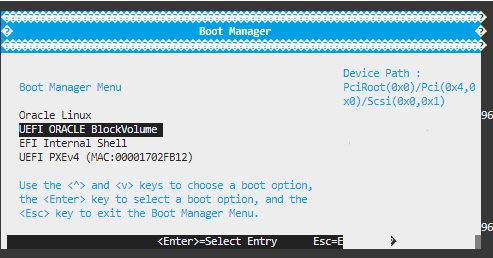 Boot Manager
Device Path :
PciRoot(0x0)/Pci(0x4,0
x0)/Scsi(0x0,0x1)
Boot Manager Menu
Oracle Linux
UEFI ORACLE BlockVolume
EFI Internal Shell
UEFI PXEv4 (MAC:00001702FB12)
Use the <^> and <v> keys to choose a boot option,
the <Enter> key to select a boot option, and the
<Esc> key to exit the Boot Manager Menu.
<Enter>=Select Entry Esc=E
96
96